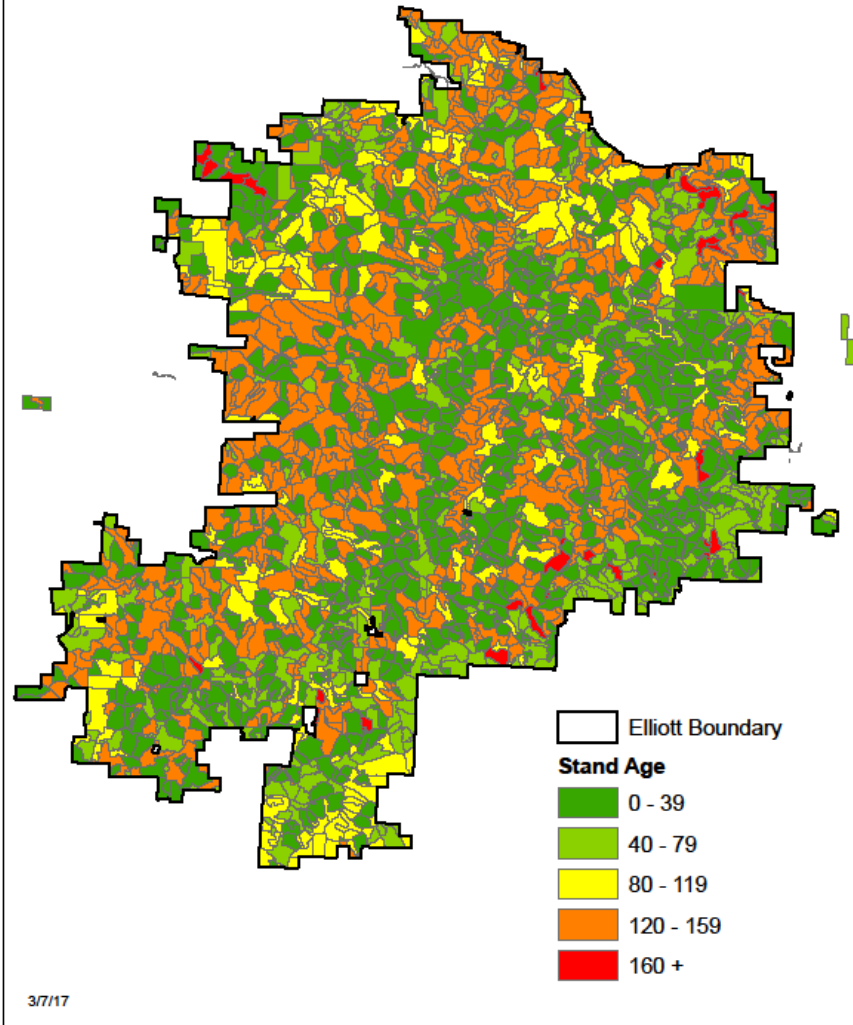 Elliott Boundary
Stand Age
0 - 39
40 - 79
80 - 119
120 - 159
160 +
3/7/17